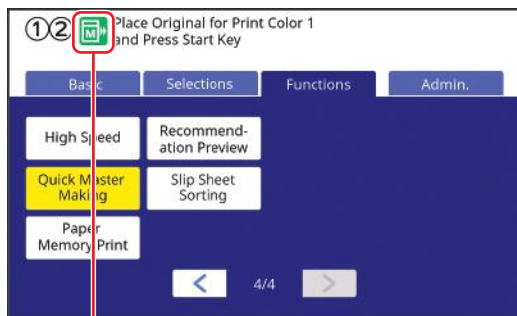 ①② M Place Original for Print Color 1
and Press Start Key
Basic Selections Functions Admin.
High Speed
Recommend-
ation Preview
Quick Master
Making
Slip Sheet
Sorting
Paper
Memory Print
< 4/4 >